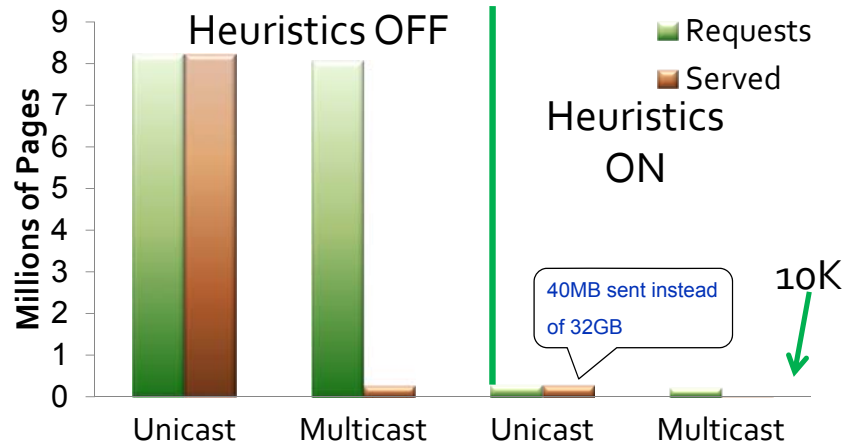 Heuristics OFF
Requests
Served
Heuristics
ON
Millions of Pages
9
8
7
6
5
4
3
2
1
0
40MB sent instead
of 32GB
10K
Unicast
Multicast
Unicast
Multicast